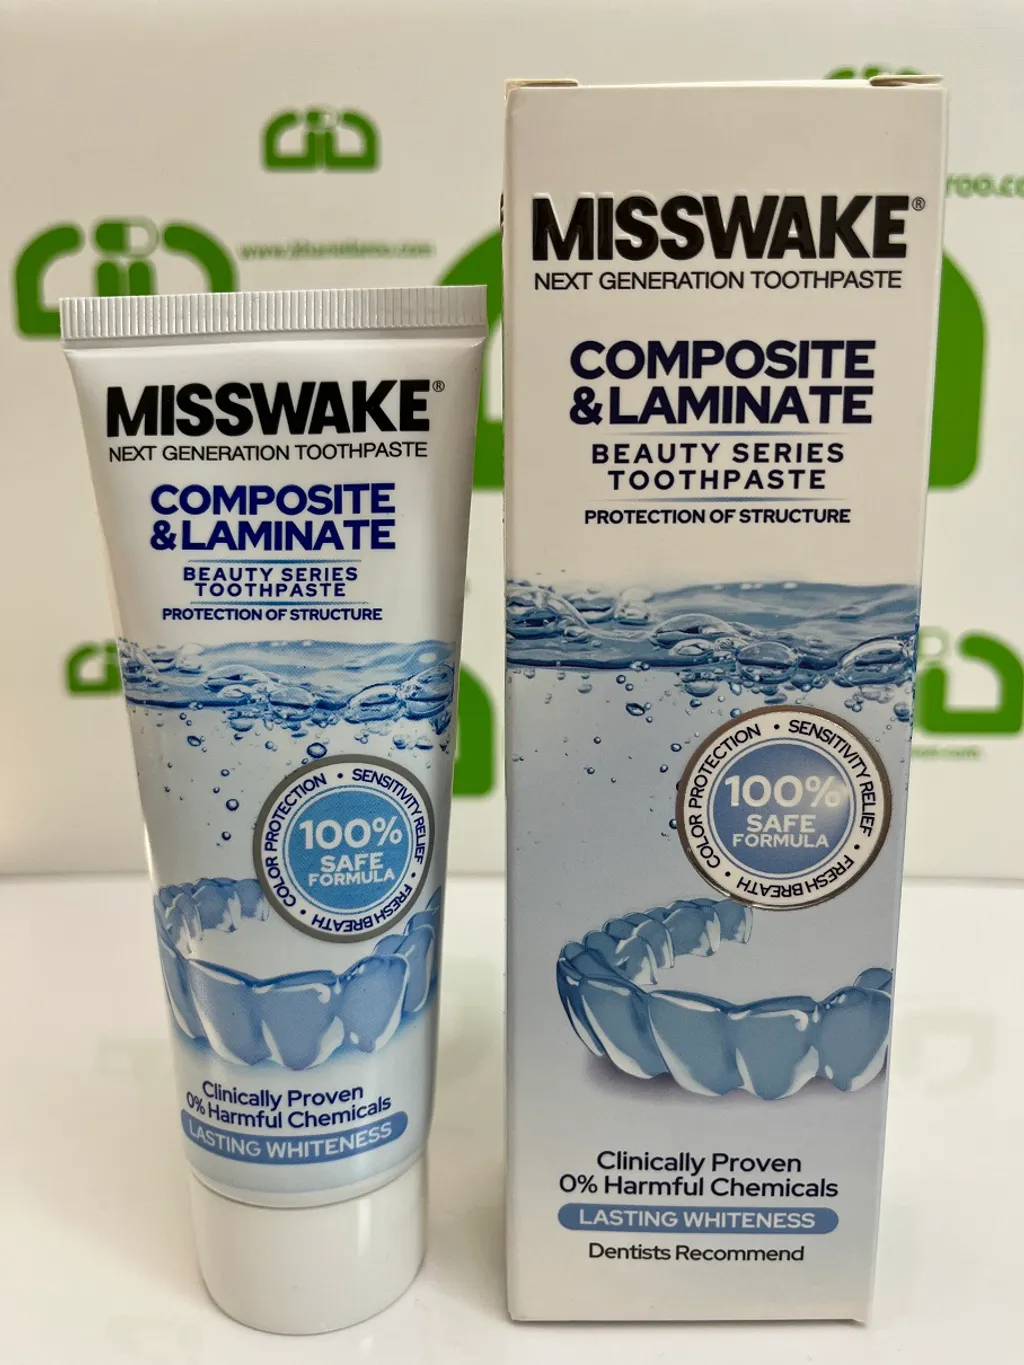 MISSWAKE®
NEXT GENERATION TOOTHPASTE
COMPOSITE
&LAMINATE
BEAUTY SERIES
TOOTHPASTE
PROTECTION OF STRUCTURE
COLOR PROTECTION • SENSITIVITY RELIEF • FRESH BREATH •
100%
SAFE
FORMULA
Clinically Proven
0% Harmful Chemicals
LASTING WHITENESS
MISSWAKE®
NEXT GENERATION TOOTHPASTE
COMPOSITE
&LAMINATE
BEAUTY SERIES
TOOTHPASTE
PROTECTION OF STRUCTURE
COLOR PROTECTION • SENSITIVITY RELIEF • FRESH BREATH •
100%
SAFE
FORMULA
Clinically Proven
0% Harmful Chemicals
LASTING WHITENESS
Dentists Recommend